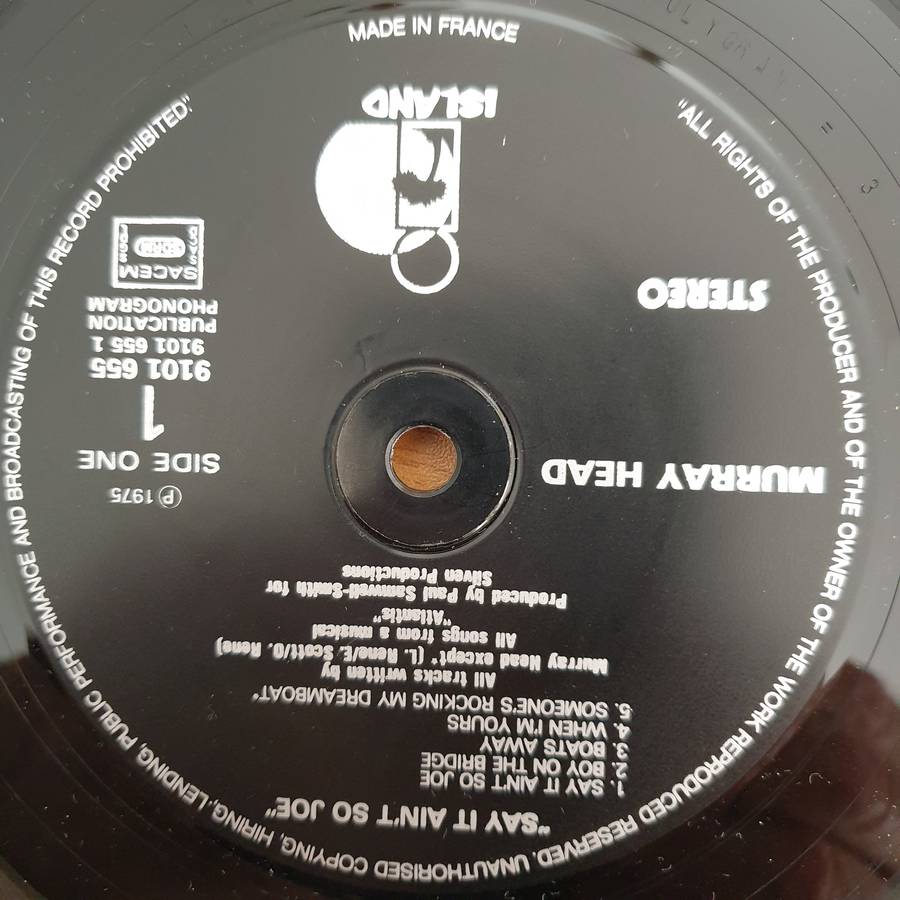 "SAY IT AIN'T SO JOE"
1. SAY IT AIN'T SO JOE
2. BOY ON THE BRIDGE
3. BOATS AWAY
4. WHEN I'M YOURS
5. SOMEONE'S ROCKING MY DREAMBOAT*
All tracks written by
Murray Head except * (L. Rene/E. Scott/O. Rene)
All songs from a musical
"Atlantis"
Produced by Paul Samwell-Smith for
Silven Productions
MURRAY HEAD
℗ 1975
SIDE ONE
1
9101 655
9101 655 1
PUBLICATION
PHONOGRAM
SACEM
STEREO
ISLAND
"ALL RIGHTS OF THE PRODUCER AND OF THE OWNER OF THE WORK REPRODUCED RESERVED, UNAUTHORISED COPYING, HIRING, LENDING, PUBLIC PERFORMANCE AND BROADCASTING OF THIS RECORD PROHIBITED."
MADE IN FRANCE